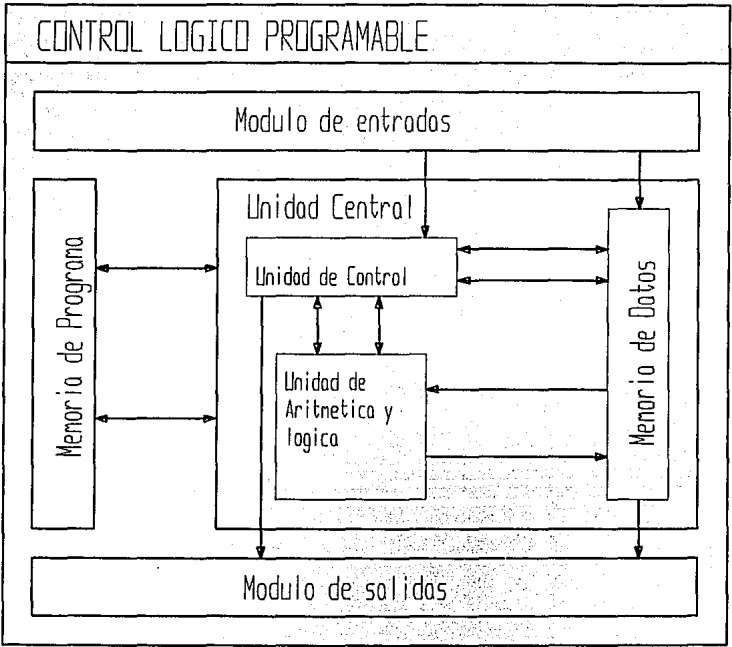 CONTROL LOGICO PROGRAMABLE
Modulo de entradas
Unidad Central
Unidad de Control
Memoria de Programa
Memoria de Datos
Unidad de
Aritmetica y
logica
Modulo de salidas